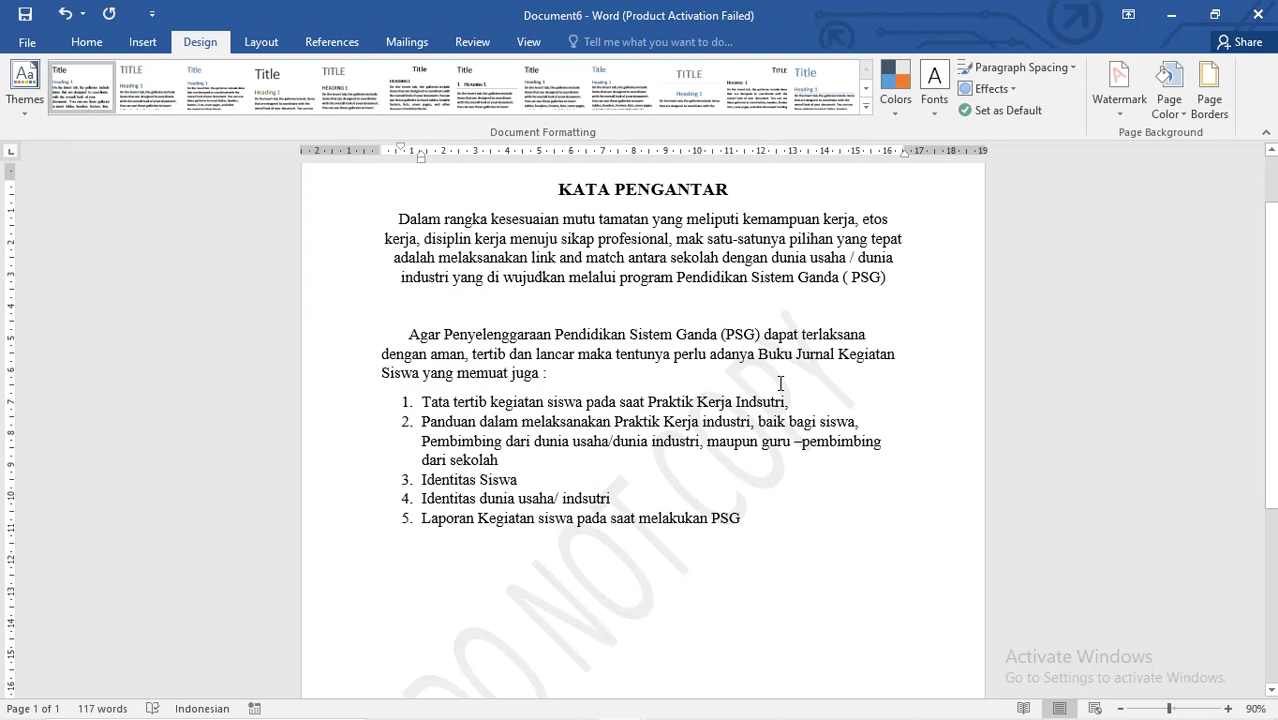 Document6 - Word (Product Activation Failed)
File Home Insert Design Layout References Mailings Review View Tell me what you want to do... Share
Themes
Document Formatting
Colors
Fonts
Paragraph Spacing
Effects
Set as Default
Page Color
Page Borders
Page Background
KATA PENGANTAR
Dalam rangka kesesuaian mutu tamatan yang meliputi kemampuan kerja, etos
kerja, disiplin kerja menuju sikap profesional, mak satu-satunya pilihan yang tepat
adalah melaksanakan link and match antara sekolah dengan dunia usaha / dunia
industri yang di wujudkan melalui program Pendidikan Sistem Ganda ( PSG)
Agar Penyelenggaraan Pendidikan Sistem Ganda (PSG) dapat terlaksana
dengan aman, tertib dan lancar maka tentunya perlu adanya Buku Jurnal Kegiatan
Siswa yang memuat juga :
1. Tata tertib kegiatan siswa pada saat Praktik Kerja Indsutri,
2. Panduan dalam melaksanakan Praktik Kerja industri, baik bagi siswa,
Pembimbing dari dunia usaha/dunia industri, maupun guru –pembimbing
dari sekolah
3. Identitas Siswa
4. Identitas dunia usaha/ indsutri
5. Laporan Kegiatan siswa pada saat melakukan PSG
DO NOT COPY
Activate Windows
Go to Settings to activate Windows.
Page 1 of 1 117 words Indonesian 90%